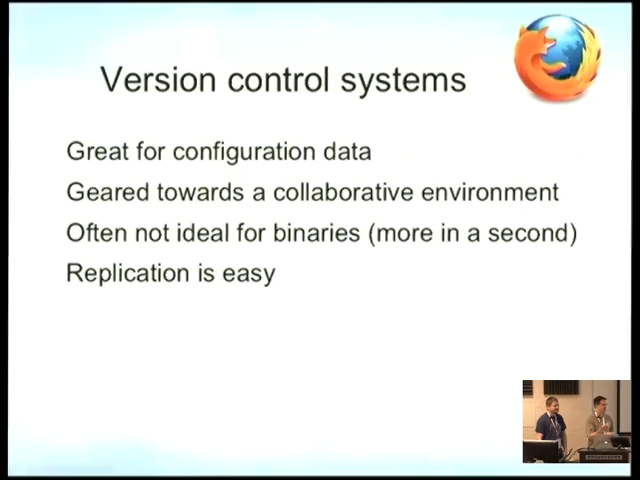 Version control systems
Great for configuration data
Geared towards a collaborative environment
Often not ideal for binaries (more in a second)
Replication is easy